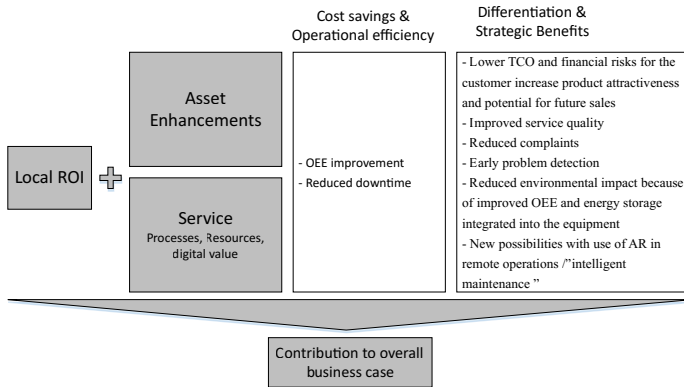 Cost savings &
Operational efficiency
Differentiation &
Strategic Benefits
Local ROI
Asset
Enhancements
Service
Processes, Resources,
digital value
- OEE improvement
- Reduced downtime
- Lower TCO and financial risks for the
customer increase product attractiveness
and potential for future sales
- Improved service quality
- Reduced complaints
- Early problem detection
- Reduced environmental impact because
of improved OEE and energy storage
integrated into the equipment
- New possibilities with use of AR in
remote operations /”intelligent
maintenance ”
Contribution to overall
business case